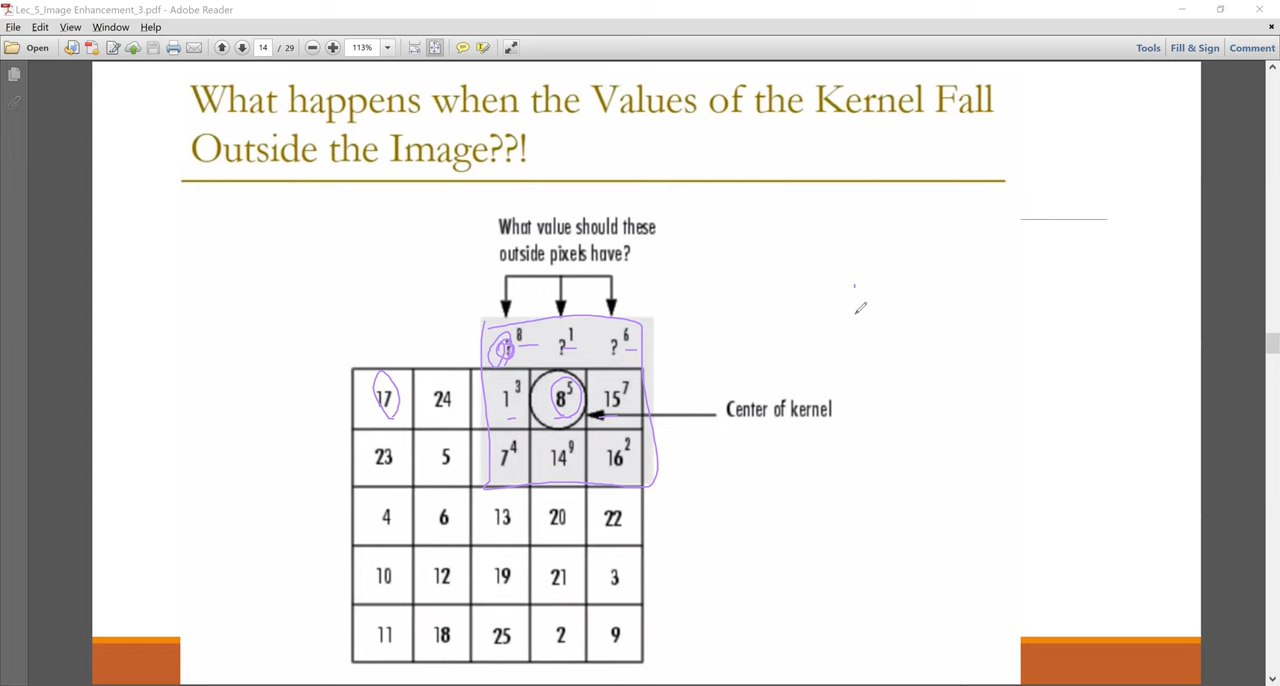 Lec_5_Image Enhancement_3.pdf - Adobe Reader
File Edit View Window Help
Open 14 / 29 113% Tools Fill & Sign Comment
What happens when the Values of the Kernel Fall
Outside the Image??!
What value should these
outside pixels have?
? 8 ? 1 ? 6
17 24 1 3 8 5 15 7
Center of kernel
23 5 7 4 14 9 16 2
4 6 13 20 22
10 12 19 21 3
11 18 25 2 9